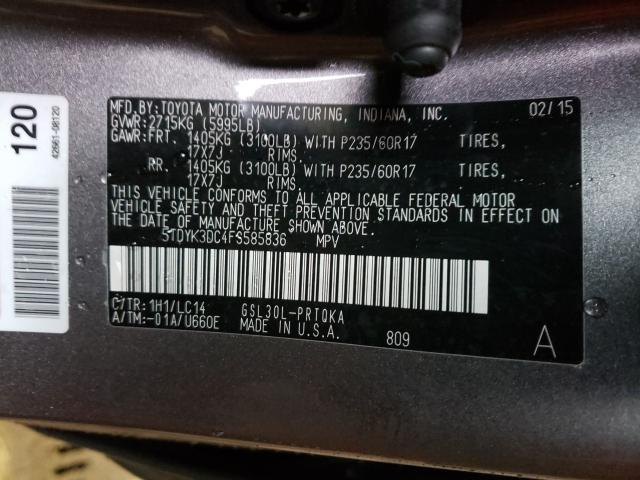 MFD.BY:TOYOTA MOTOR MANUFACTURING, INDIANA, INC. 02/15
GVWR:2715KG (5995LB)
GAWR:FRT. 1405KG (3100LB) WITH P235/60R17 TIRES,
17X7J RIMS.
RR. 1405KG (3100LB) WITH P235/60R17 TIRES,
17X7J RIMS.
THIS VEHICLE CONFORMS TO ALL APPLICABLE FEDERAL MOTOR
VEHICLE SAFETY AND THEFT PREVENTION STANDARDS IN EFFECT ON
THE DATE OF MANUFACTURE SHOWN ABOVE.
5TDYK3DC4FS585836 MPV
C/TR:1H1/LC14 GSL30L-PRTQKA
A/TM:-01A/U660E MADE IN U.S.A. 809 A
120
42661-08120